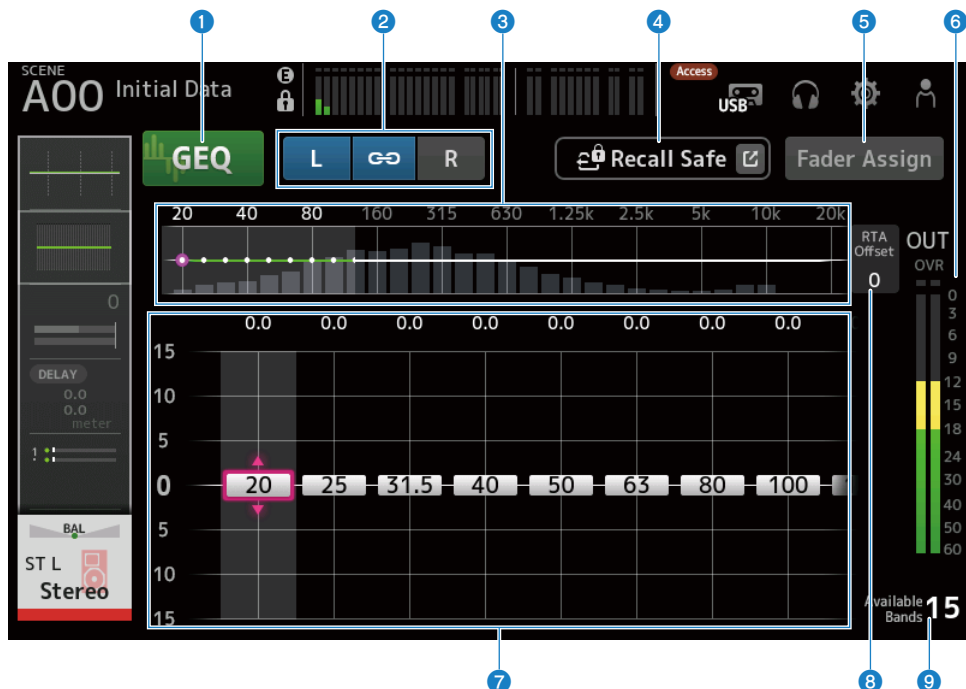 1 2 3 4 5 6
SCENE
A00 Initial Data
E
Access
USB
GEQ
L R
Recall Safe
Fader Assign
20 40 80 160 315 630 1.25k 2.5k 5k 10k 20k
RTA
Offset
0
OUT
OVR
0
3
6
9
12
15
18
24
30
40
50
60
0
DELAY
0.0
0.0
meter
!
BAL
ST L
Stereo
0.0 0.0 0.0 0.0 0.0 0.0 0.0 0.0
15
10
5
0 20 25 31.5 40 50 63 80 100
5
10
15
Available
Bands 15
7 8 9